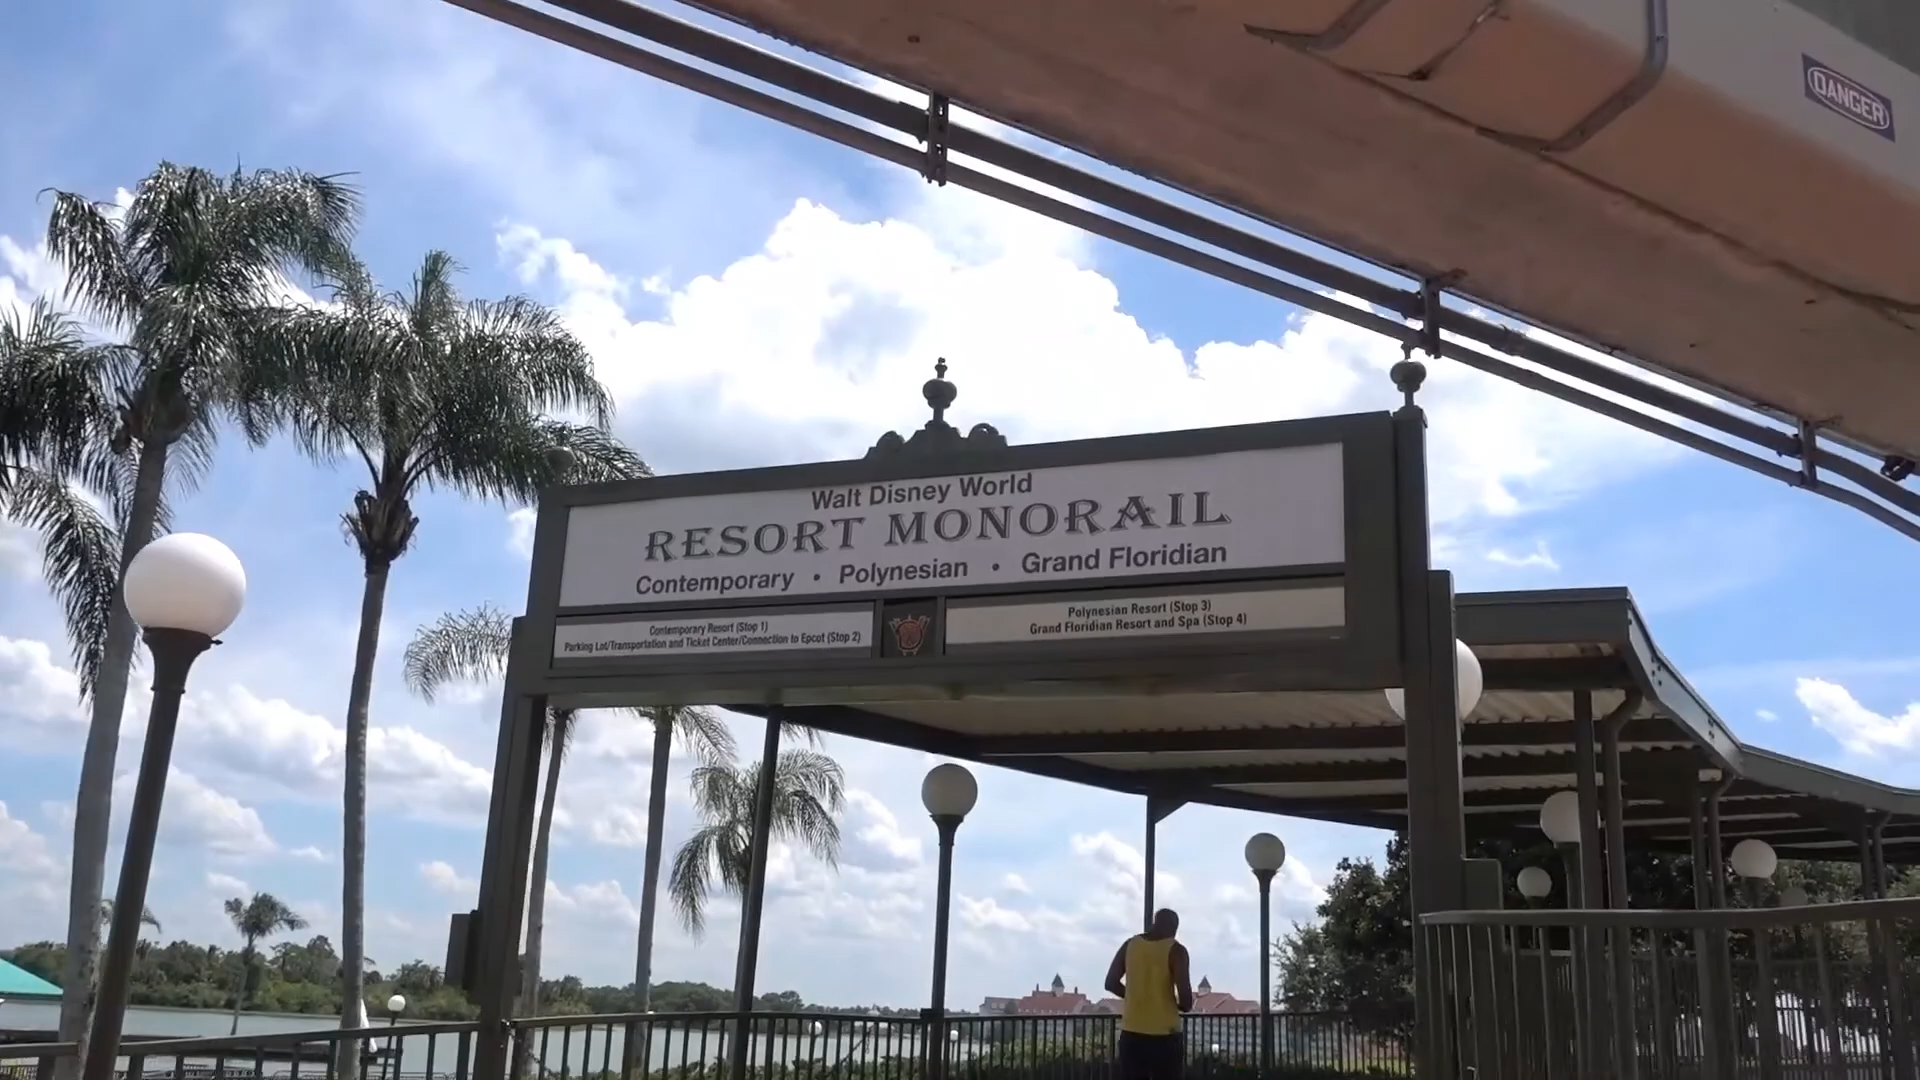 DANGER
Walt Disney World
RESORT MONORAIL
Contemporary • Polynesian • Grand Floridian
Contemporary Resort (Stop 1)
Parking Lot/Transportation and Ticket Center/Connection to Epcot (Stop 2)
Polynesian Resort (Stop 3)
Grand Floridian Resort and Spa (Stop 4)